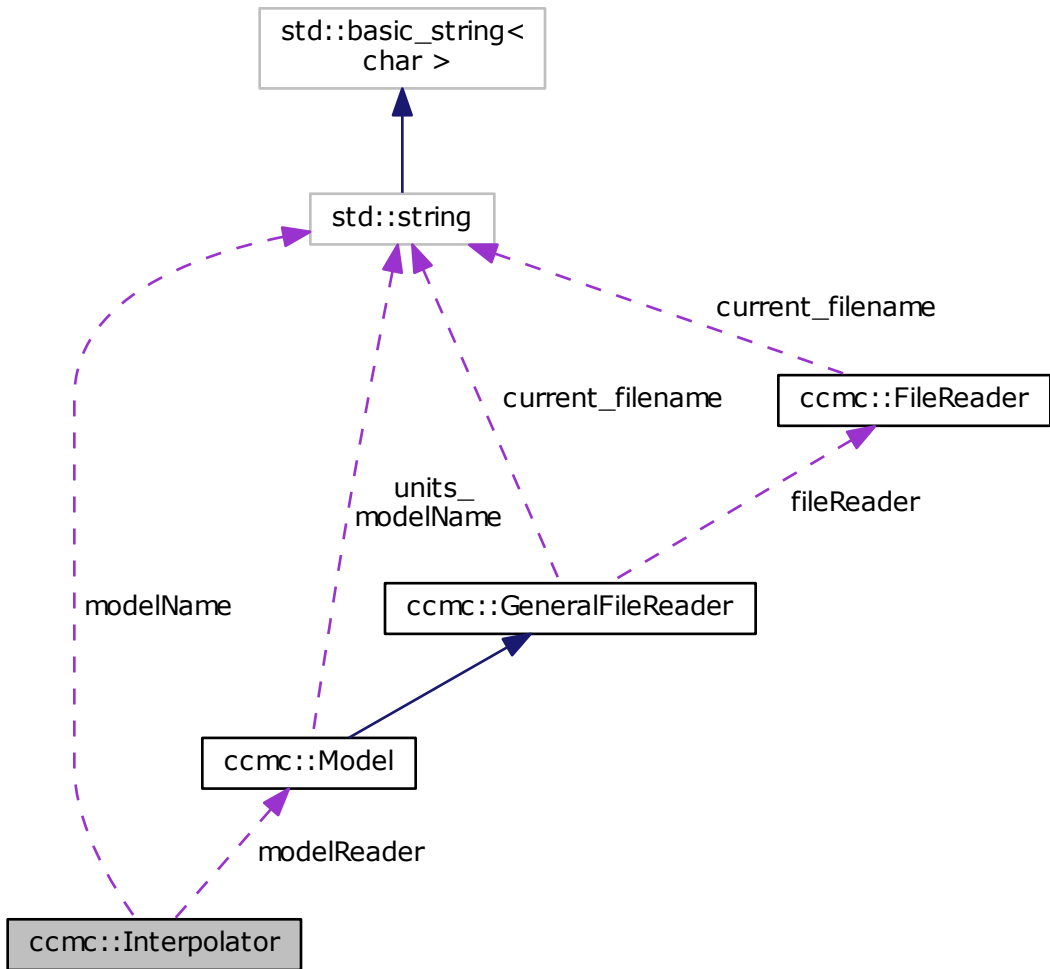 std::basic_string<
char >
std::string
current_filename
ccmc::FileReader
current_filename
units_
modelName
fileReader
ccmc::GeneralFileReader
modelName
ccmc::Model
modelReader
ccmc::Interpolator